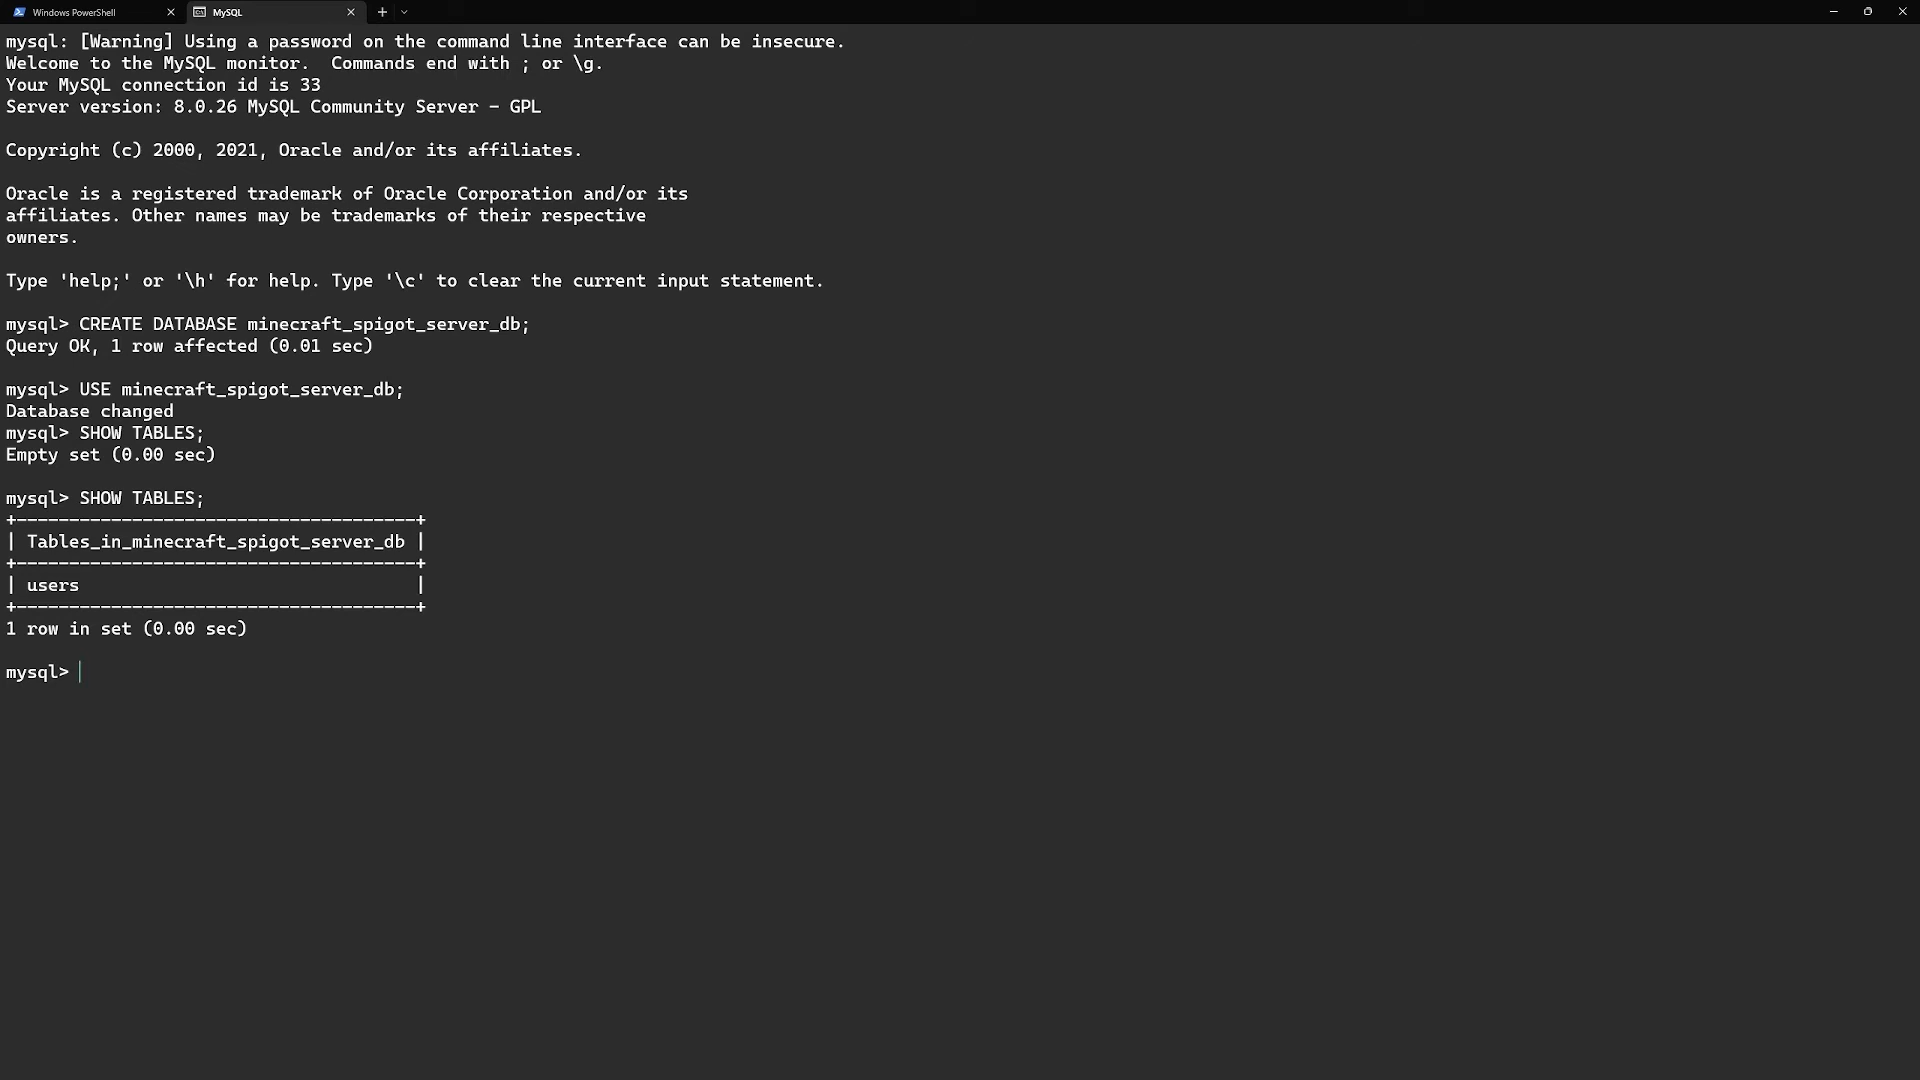 Windows PowerShell
MySQL
mysql: [Warning] Using a password on the command line interface can be insecure.
Welcome to the MySQL monitor.  Commands end with ; or \g.
Your MySQL connection id is 33
Server version: 8.0.26 MySQL Community Server - GPL
Copyright (c) 2000, 2021, Oracle and/or its affiliates.
Oracle is a registered trademark of Oracle Corporation and/or its
affiliates. Other names may be trademarks of their respective
owners.
Type 'help;' or '\h' for help. Type '\c' to clear the current input statement.
mysql> CREATE DATABASE minecraft_spigot_server_db;
Query OK, 1 row affected (0.01 sec)
mysql> USE minecraft_spigot_server_db;
Database changed
mysql> SHOW TABLES;
Empty set (0.00 sec)
mysql> SHOW TABLES;
+--------------------------------------+
| Tables_in_minecraft_spigot_server_db |
+--------------------------------------+
| users                                |
+--------------------------------------+
1 row in set (0.00 sec)
mysql>